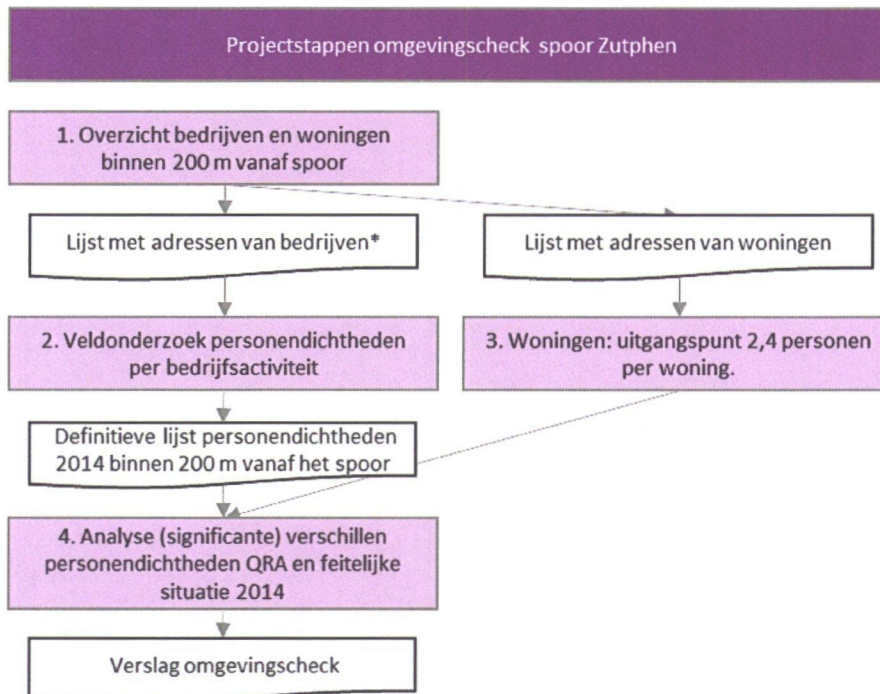 Projectstappen omgevingscheck spoor Zutphen
1. Overzicht bedrijven en woningen
binnen 200 m vanaf spoor
Lijst met adressen van bedrijven*
Lijst met adressen van woningen
2. Veldonderzoek personendichtheden
per bedrijfsactiviteit
3. Woningen: uitgangspunt 2,4 personen
per woning.
Definitieve lijst personendichtheden
2014 binnen 200 m vanaf het spoor
4. Analyse (significante) verschillen
personendichtheden QRA en feitelijke
situatie 2014
Verslag omgevingscheck